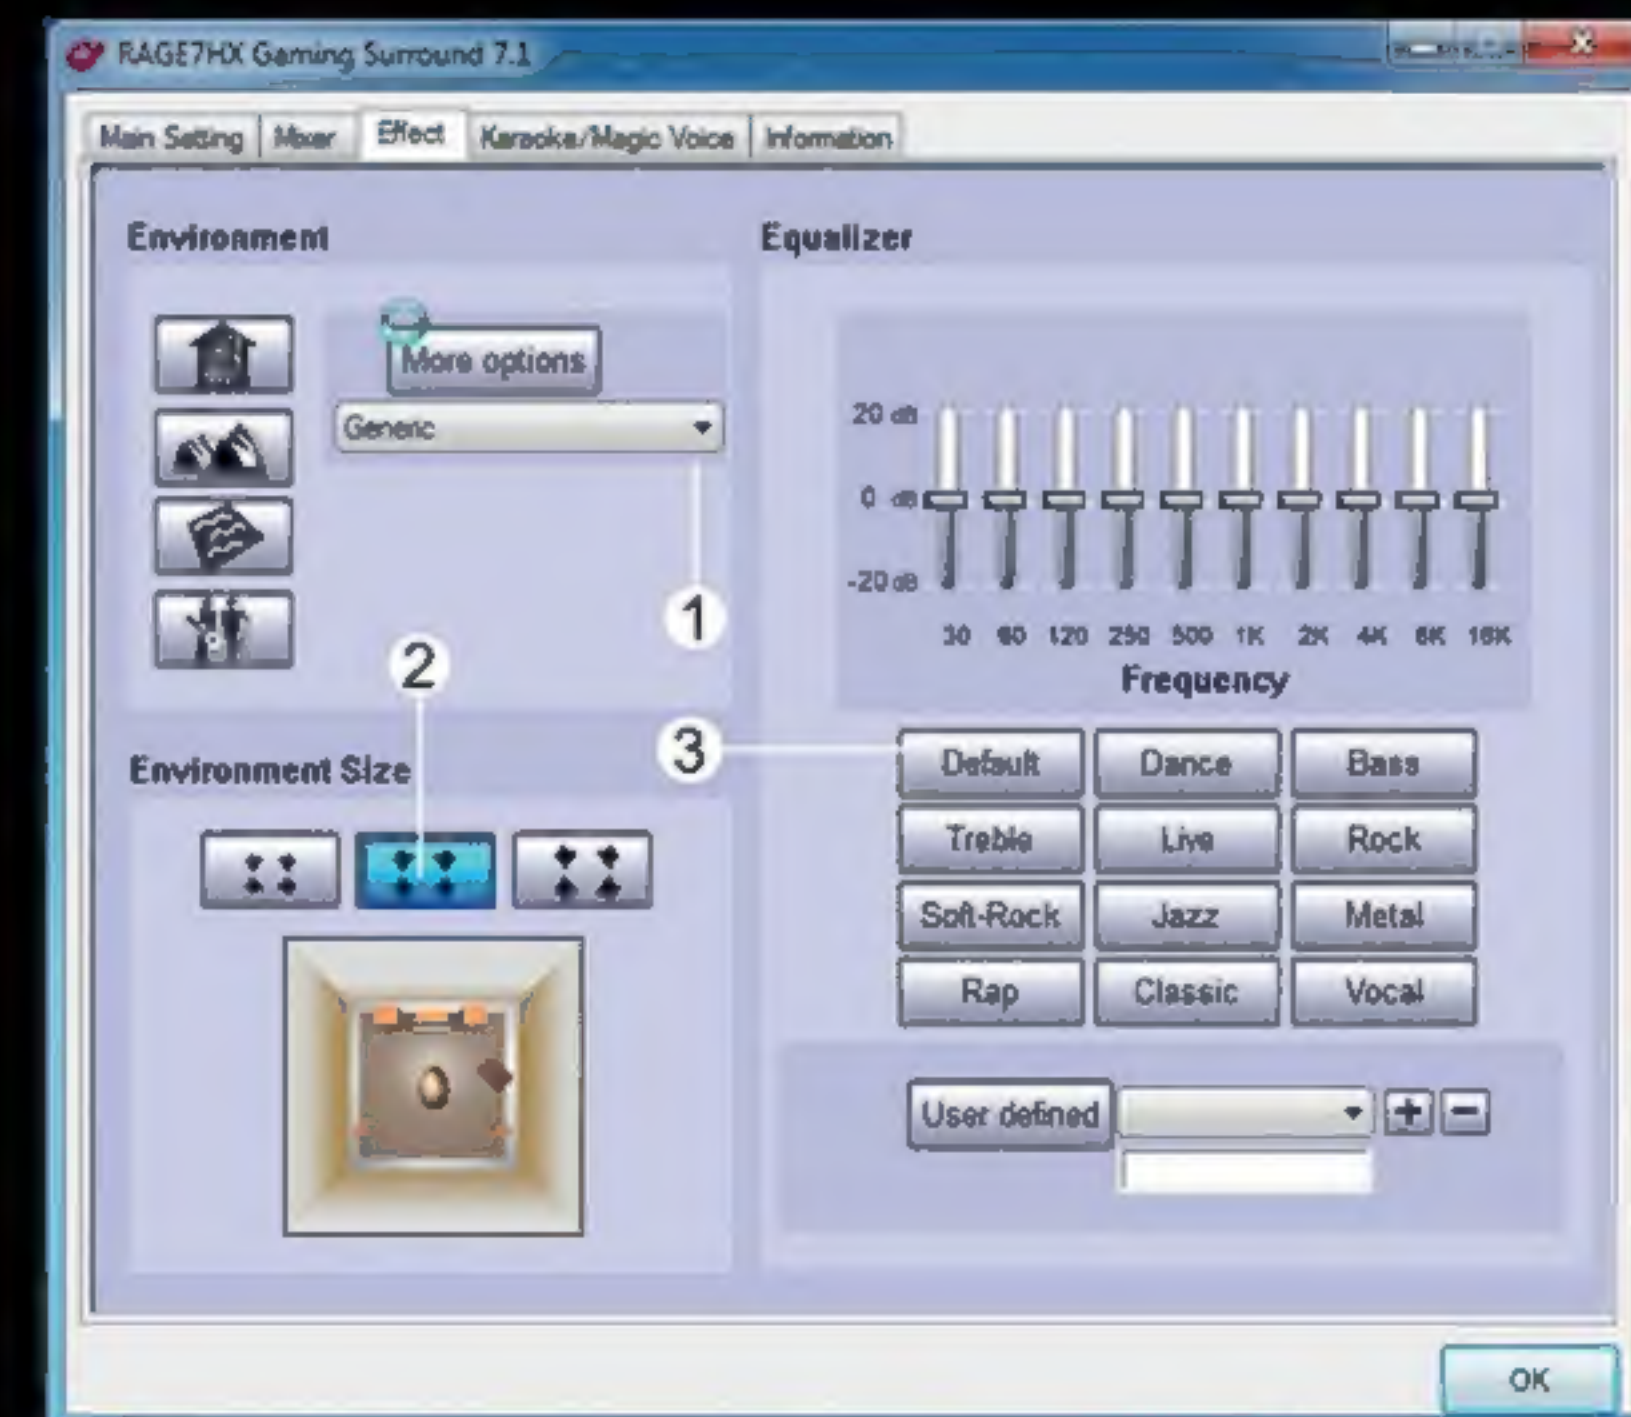 RAGE7HX Gaming Surround 7.1
Main Setting Mixer Effect Karaoke/Magic Voice Information
Environment
More options
Generic
1
2
Environment Size
Equalizer
20 dB
0 dB
-20 dB
30 60 120 250 500 1K 2K 4K 8K 16K
Frequency
3
Default Dance Bass
Treble Live Rock
Soft-Rock Jazz Metal
Rap Classic Vocal
User defined
OK